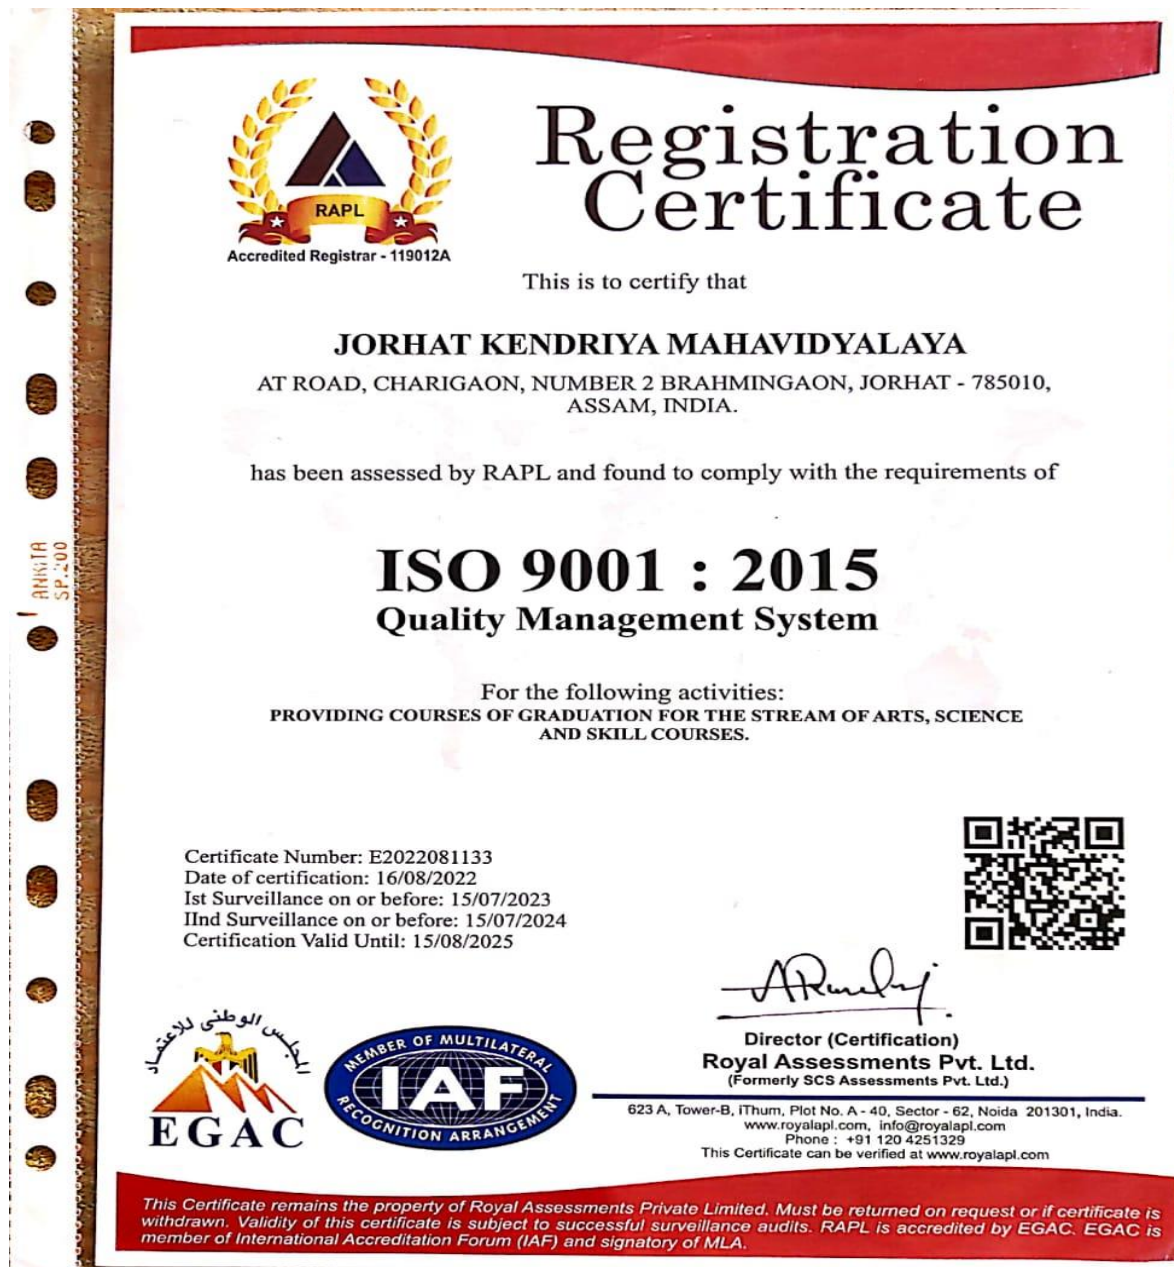 RAPL
Accredited Registrar - 119012A
Registration
Certificate
This is to certify that
JORHAT KENDRIYA MAHAVIDYALAYA
AT ROAD, CHARIGAON, NUMBER 2 BRAHMINGAON, JORHAT - 785010,
ASSAM, INDIA.
has been assessed by RAPL and found to comply with the requirements of
ANKITA
SP.200
ISO 9001 : 2015
Quality Management System
For the following activities:
PROVIDING COURSES OF GRADUATION FOR THE STREAM OF ARTS, SCIENCE
AND SKILL COURSES.
Certificate Number: E2022081133
Date of certification: 16/08/2022
Ist Surveillance on or before: 15/07/2023
IInd Surveillance on or before: 15/07/2024
Certification Valid Until: 15/08/2025
المجلس الوطنى للاعتماد
EGAC
MEMBER OF MULTILATERAL
IAF
RECOGNITION ARRANGEMENT
Director (Certification)
Royal Assessments Pvt. Ltd.
(Formerly SCS Assessments Pvt. Ltd.)
623 A, Tower-B, iThum, Plot No. A - 40, Sector - 62, Noida 201301, India.
www.royalapl.com, info@royalapl.com
Phone : +91 120 4251329
This Certificate can be verified at www.royalapl.com
This Certificate remains the property of Royal Assessments Private Limited. Must be returned on request or if certificate is
withdrawn. Validity of this certificate is subject to successful surveillance audits. RAPL is accredited by EGAC. EGAC is
member of International Accreditation Forum (IAF) and signatory of MLA.